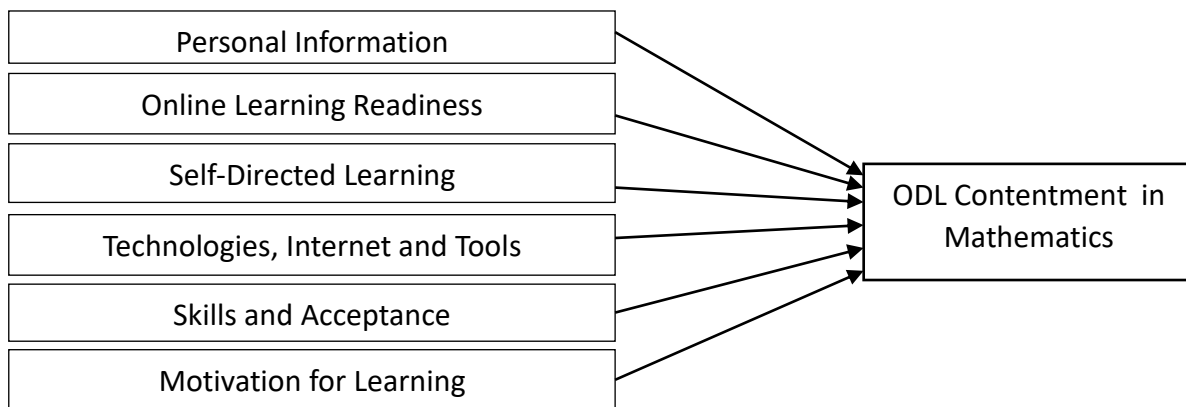 Personal Information
Online Learning Readiness
Self-Directed Learning
Technologies, Internet and Tools
Skills and Acceptance
Motivation for Learning
ODL Contentment in
Mathematics